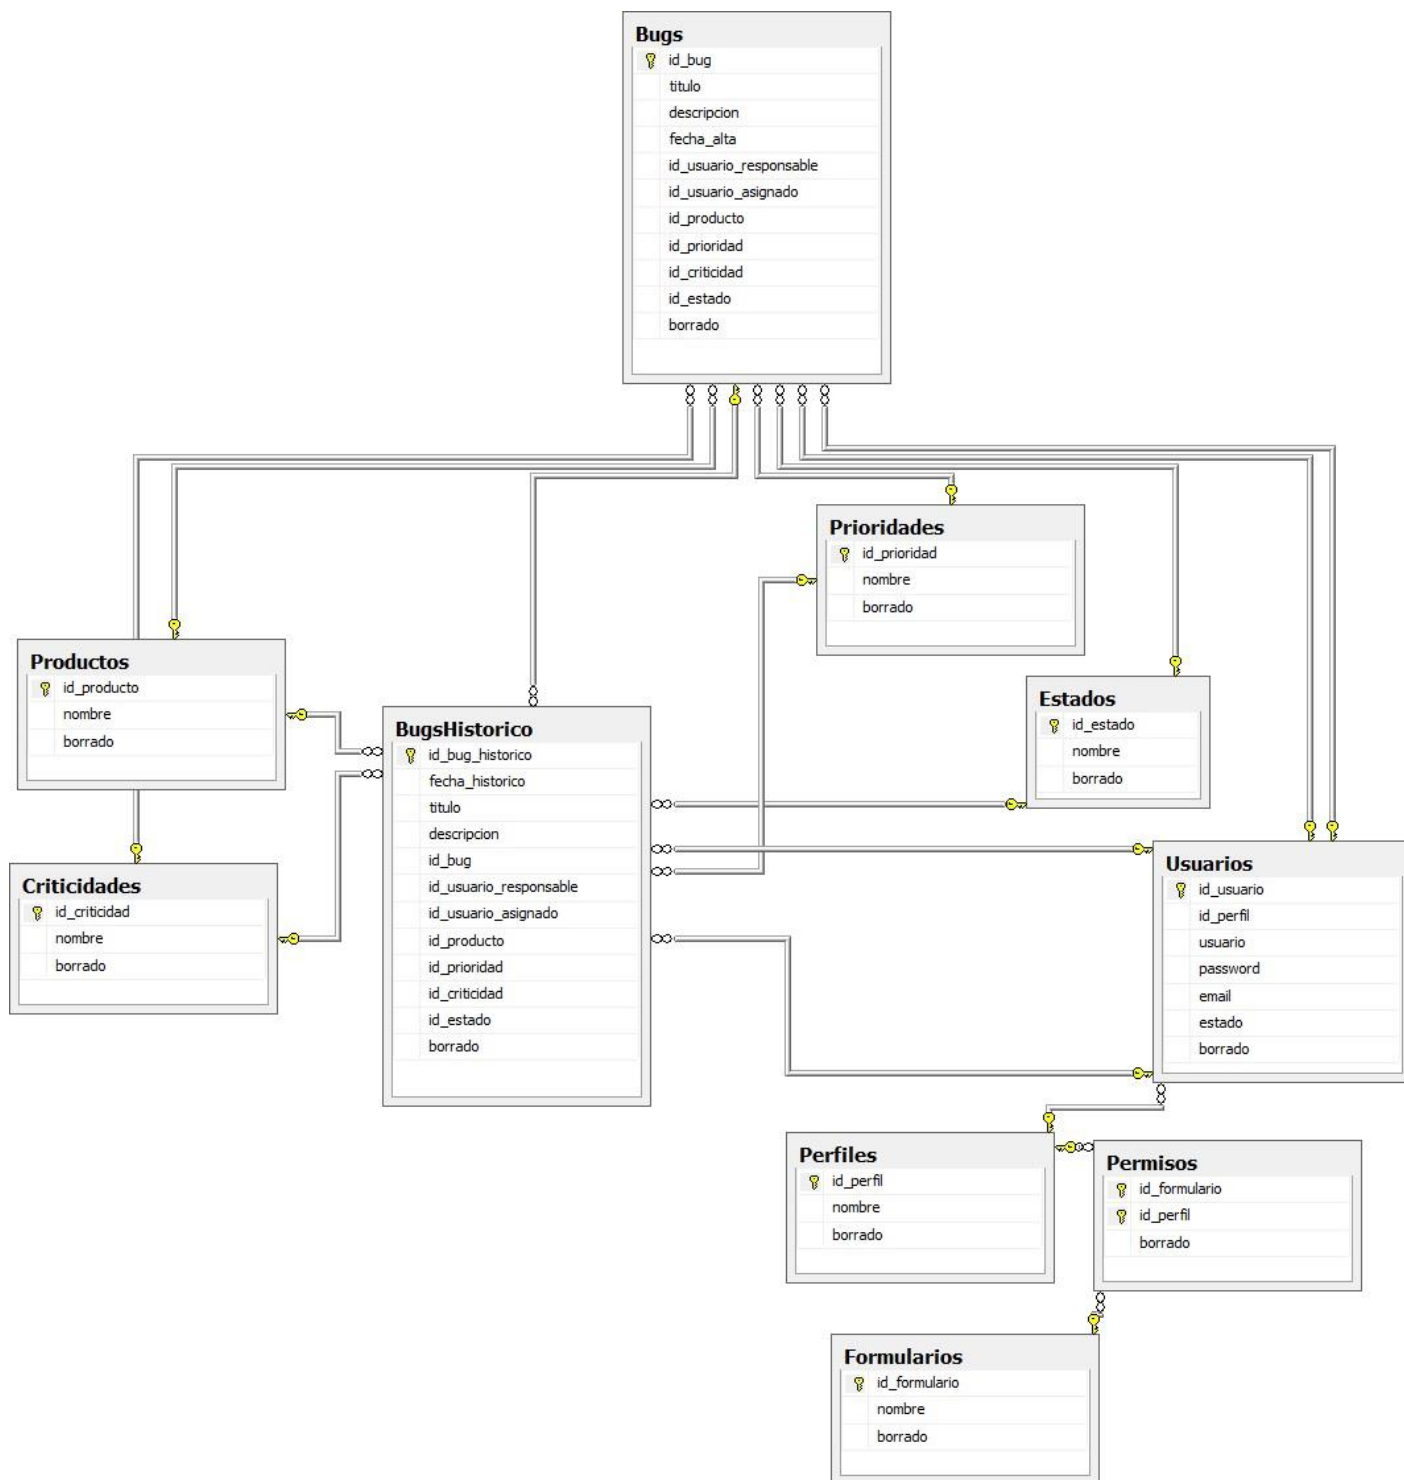 Bugs
id_bug
titulo
descripcion
fecha_alta
id_usuario_responsable
id_usuario_asignado
id_producto
id_prioridad
id_criticidad
id_estado
borrado
Prioridades
id_prioridad
nombre
borrado
Productos
id_producto
nombre
borrado
Estados
id_estado
nombre
borrado
BugsHistorico
id_bug_historico
fecha_historico
titulo
descripcion
id_bug
id_usuario_responsable
id_usuario_asignado
id_producto
id_prioridad
id_criticidad
id_estado
borrado
Criticidades
id_criticidad
nombre
borrado
Usuarios
id_usuario
id_perfil
usuario
password
email
estado
borrado
Perfiles
id_perfil
nombre
borrado
Permisos
id_formulario
id_perfil
borrado
Formularios
id_formulario
nombre
borrado